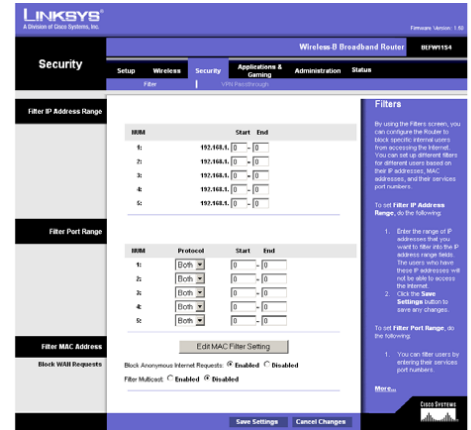 LINKSYS®
A Division of Cisco Systems, Inc.
Firmware Version: 1.50
Wireless-B Broadband Router
BEFW11S4
Security
Setup Wireless Security Applications & Gaming Administration Status
Filter | VPN Passthrough
Filter IP Address Range
NUM Start End
1: 192.168.1. 0 ~ 0
2: 192.168.1. 0 ~ 0
3: 192.168.1. 0 ~ 0
4: 192.168.1. 0 ~ 0
5: 192.168.1. 0 ~ 0
Filter Port Range
NUM Protocol Start End
1: Both 0 ~ 0
2: Both 0 ~ 0
3: Both 0 ~ 0
4: Both 0 ~ 0
5: Both 0 ~ 0
Filter MAC Address
Edit MAC Filter Setting
Block WAN Requests
Block Anonymous Internet Requests: Enabled Disabled
Filter Multicast: Enabled Disabled
Save Settings Cancel Changes
Filters
By using the Filters screen, you
can configure the Router to
block specific internal users
from accessing the Internet.
You can set up different filters
for different users based on
their IP addresses, MAC
addresses, and their services
port numbers.
To set Filter IP Address
Range, do the following:
1. Enter the range of IP
addresses that you
want to filter into the IP
address range fields.
The users who have
these IP addresses will
not be able to access
the Internet.
2. Click the Save
Settings button to
save any changes.
To set Filter Port Range, do
the following:
1. You can filter users by
entering their services
port numbers.
More...
Cisco Systems